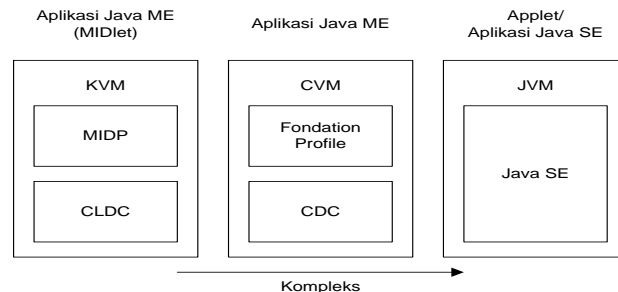 Aplikasi Java ME
(MIDlet)
Aplikasi Java ME
Applet/
Aplikasi Java SE
KVM
MIDP
CLDC
CVM
Fondation
Profile
CDC
JVM
Java SE
Kompleks